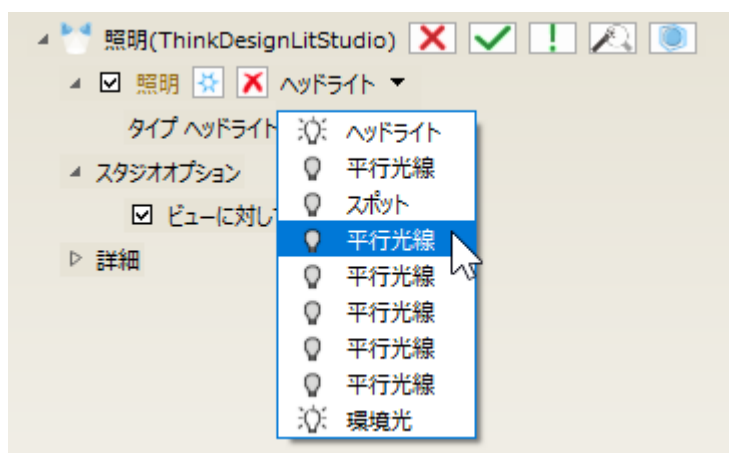 照明(ThinkDesignLitStudio)
照明 ヘッドライト
タイプ ヘッドライト
ヘッドライト
平行光線
スポット
平行光線
平行光線
平行光線
平行光線
平行光線
環境光
スタジオオプション
ビューに対し
詳細